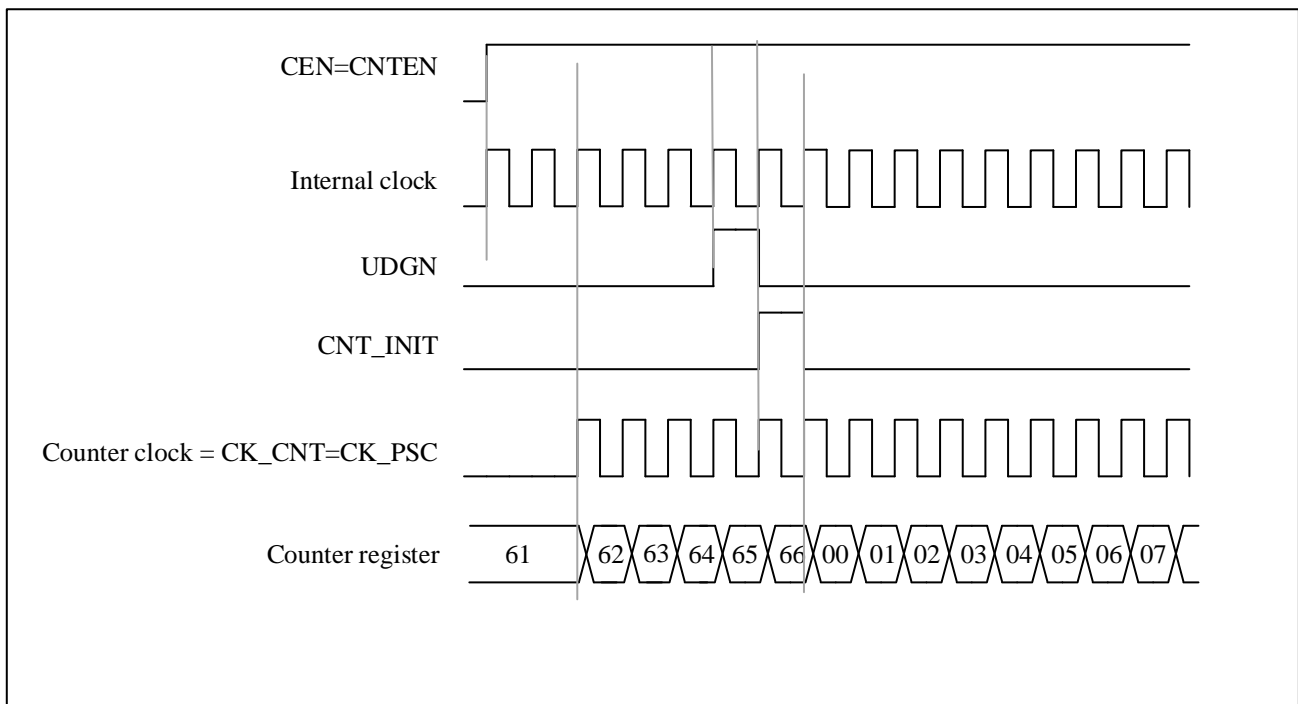 CEN=CNTEN
Internal clock
UDGN
CNT_INIT
Counter clock = CK_CNT=CK_PSC
Counter register 61 62 63 64 65 66 00 01 02 03 04 05 06 07